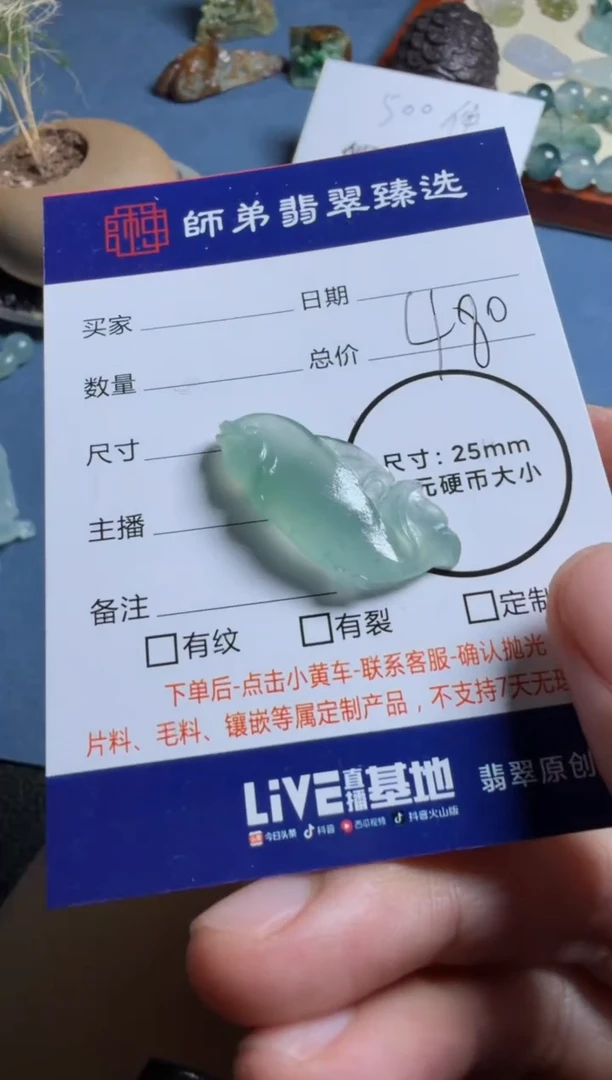 500
師弟翡翠臻选
买家 日期
480
数量 总价
尺寸
尺寸：25mm
元硬币大小
主播
备注
有纹 有裂 定制
下单后-点击小黄车-联系客服-确认抛光
片料、毛料、镶嵌等属定制产品，不支持7天无理
LiVE直播基地 翡翠原创
今日头条 抖音 西瓜视频 抖音火山版